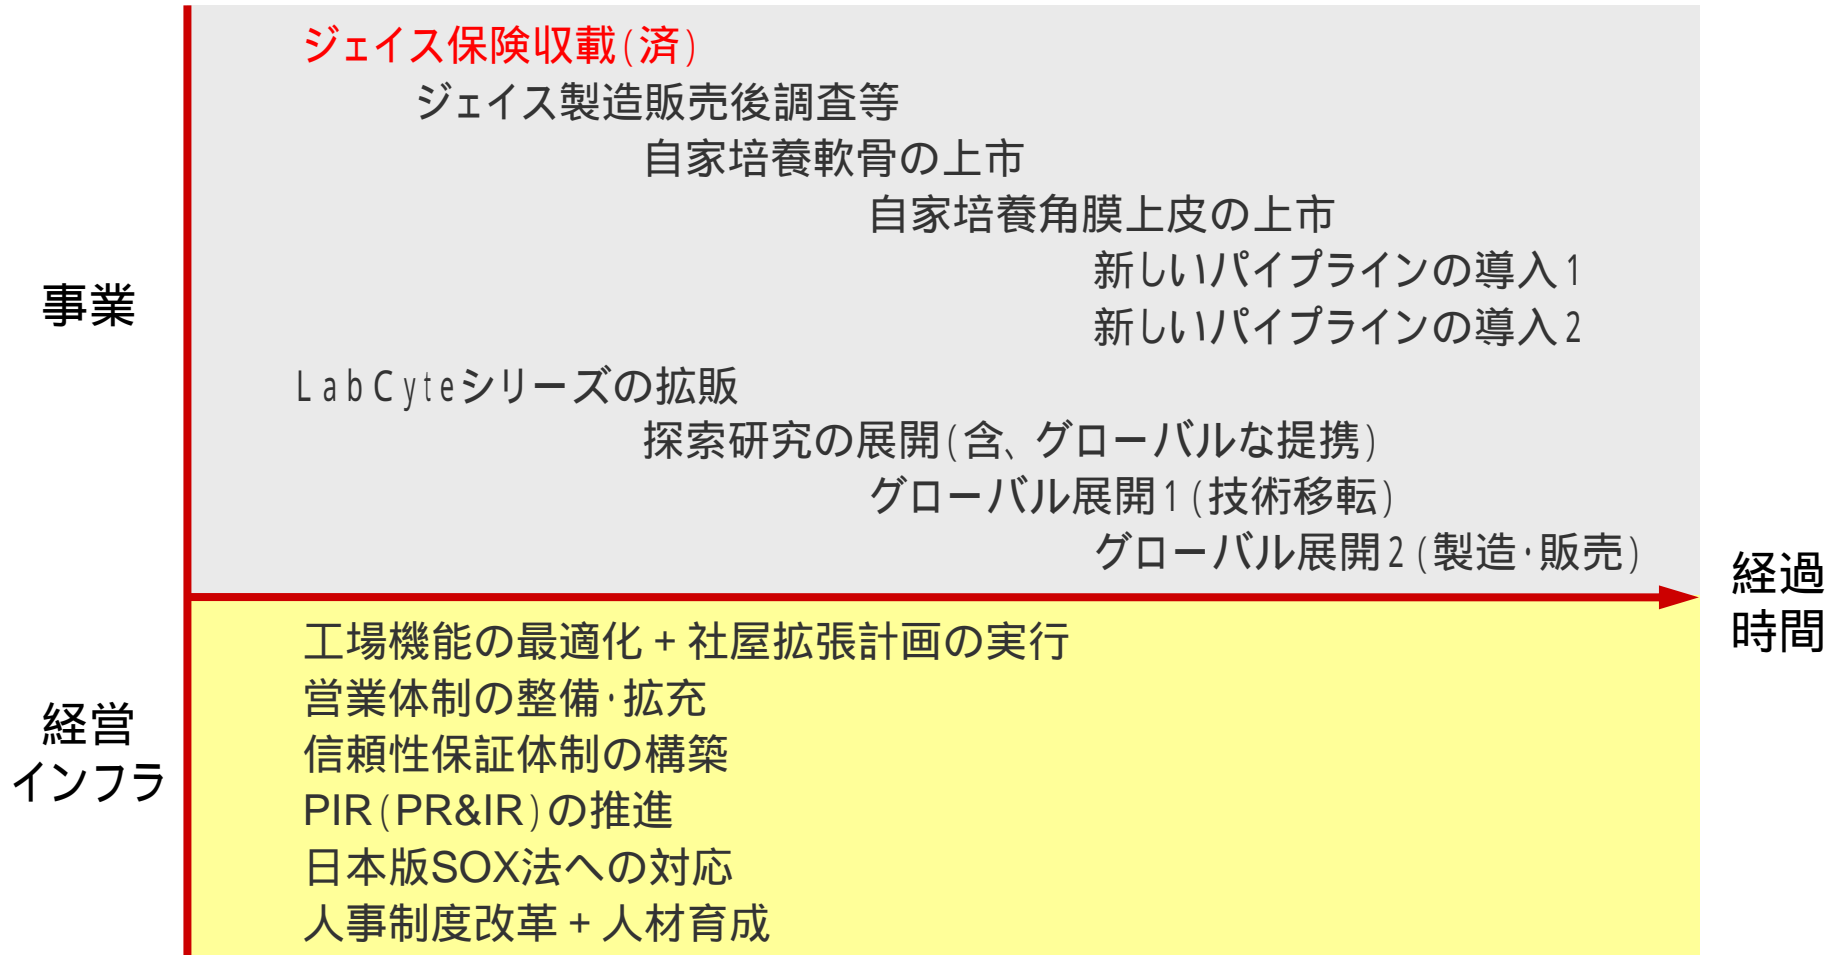 ジェイス保険収載(済)
ジェイス製造販売後調査等
自家培養軟骨の上市
自家培養角膜上皮の上市
新しいパイプラインの導入1
新しいパイプラインの導入2
事業
LabCyteシリーズの拡販
探索研究の展開(含、グローバルな提携)
グローバル展開1(技術移転)
グローバル展開2(製造･販売)
経過
時間
工場機能の最適化+社屋拡張計画の実行
営業体制の整備･拡充
信頼性保証体制の構築
PIR(PR&IR)の推進
日本版SOX法への対応
人事制度改革+人材育成
経営
インフラ